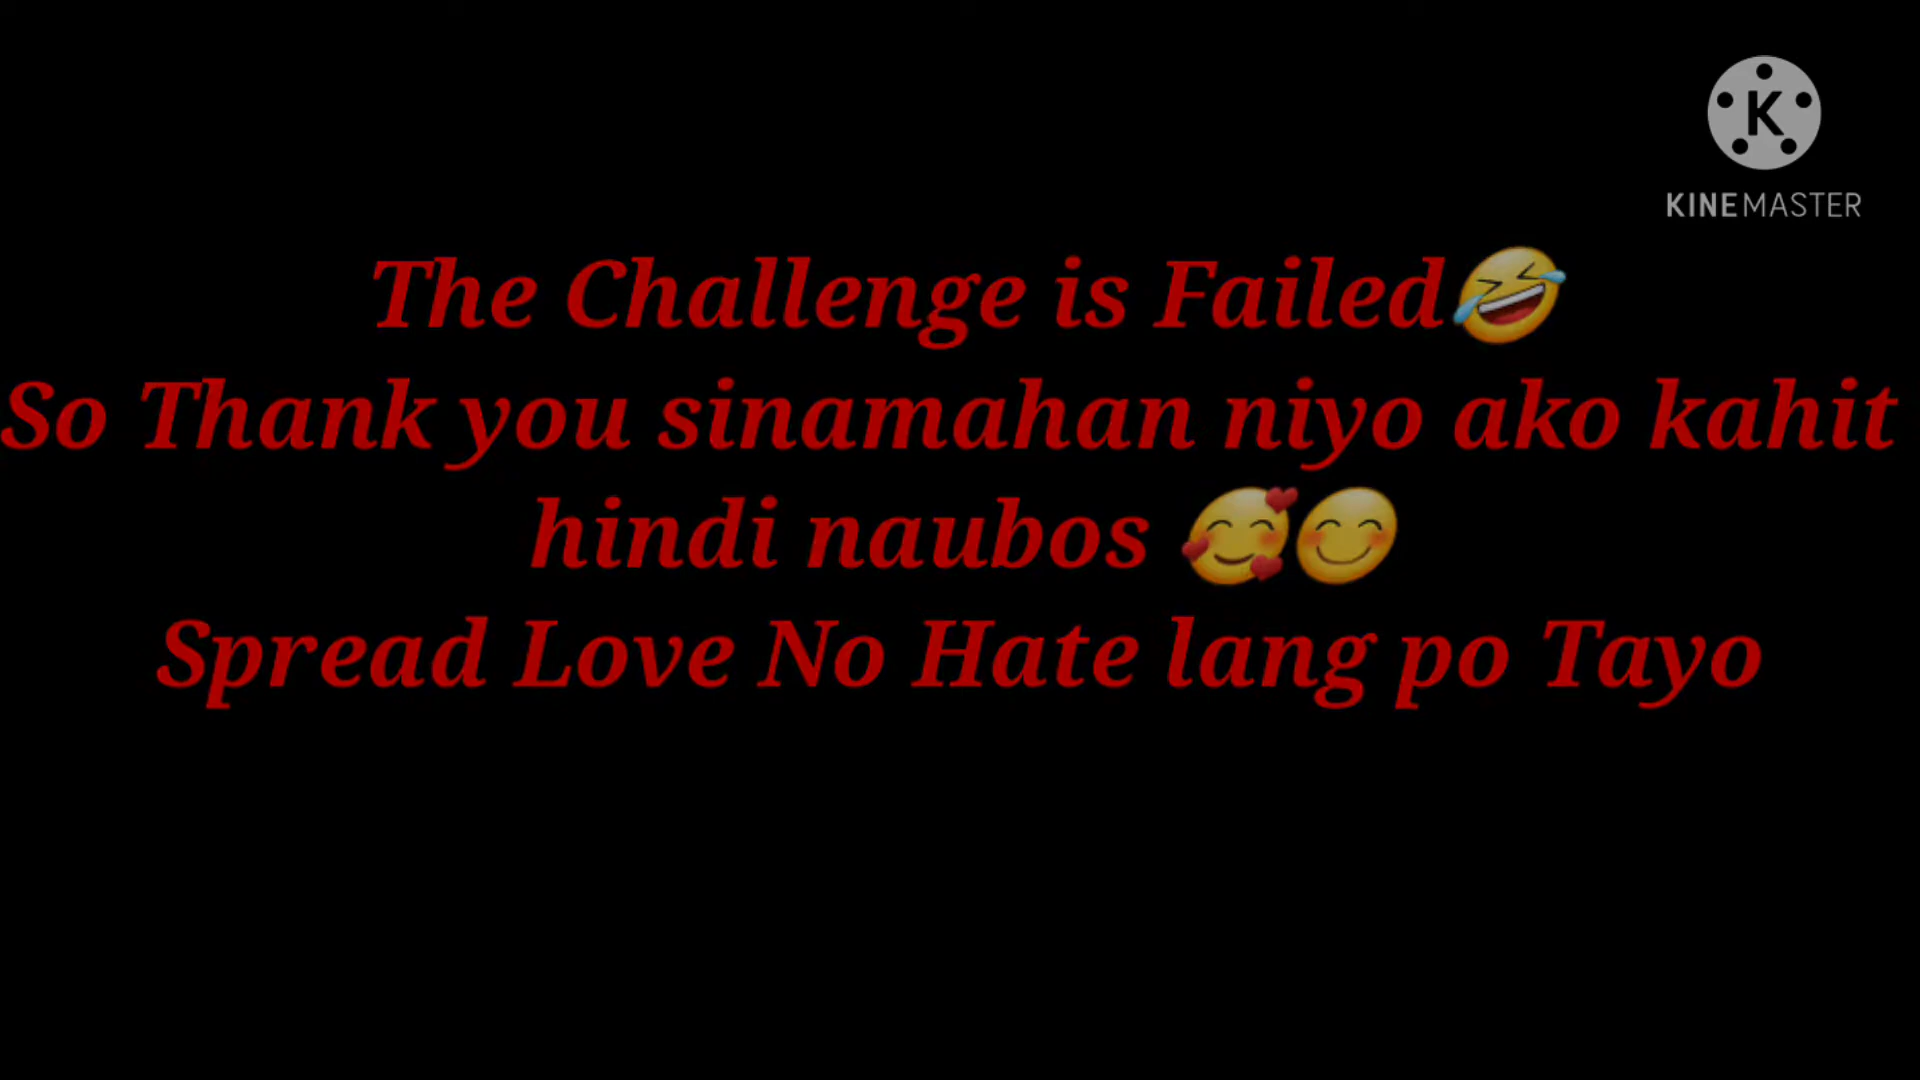 KINEMASTER
The Challenge is Failed🤣
So Thank you sinamahan niyo ako kahit
hindi naubos 🥰😊
Spread Love No Hate lang po Tayo